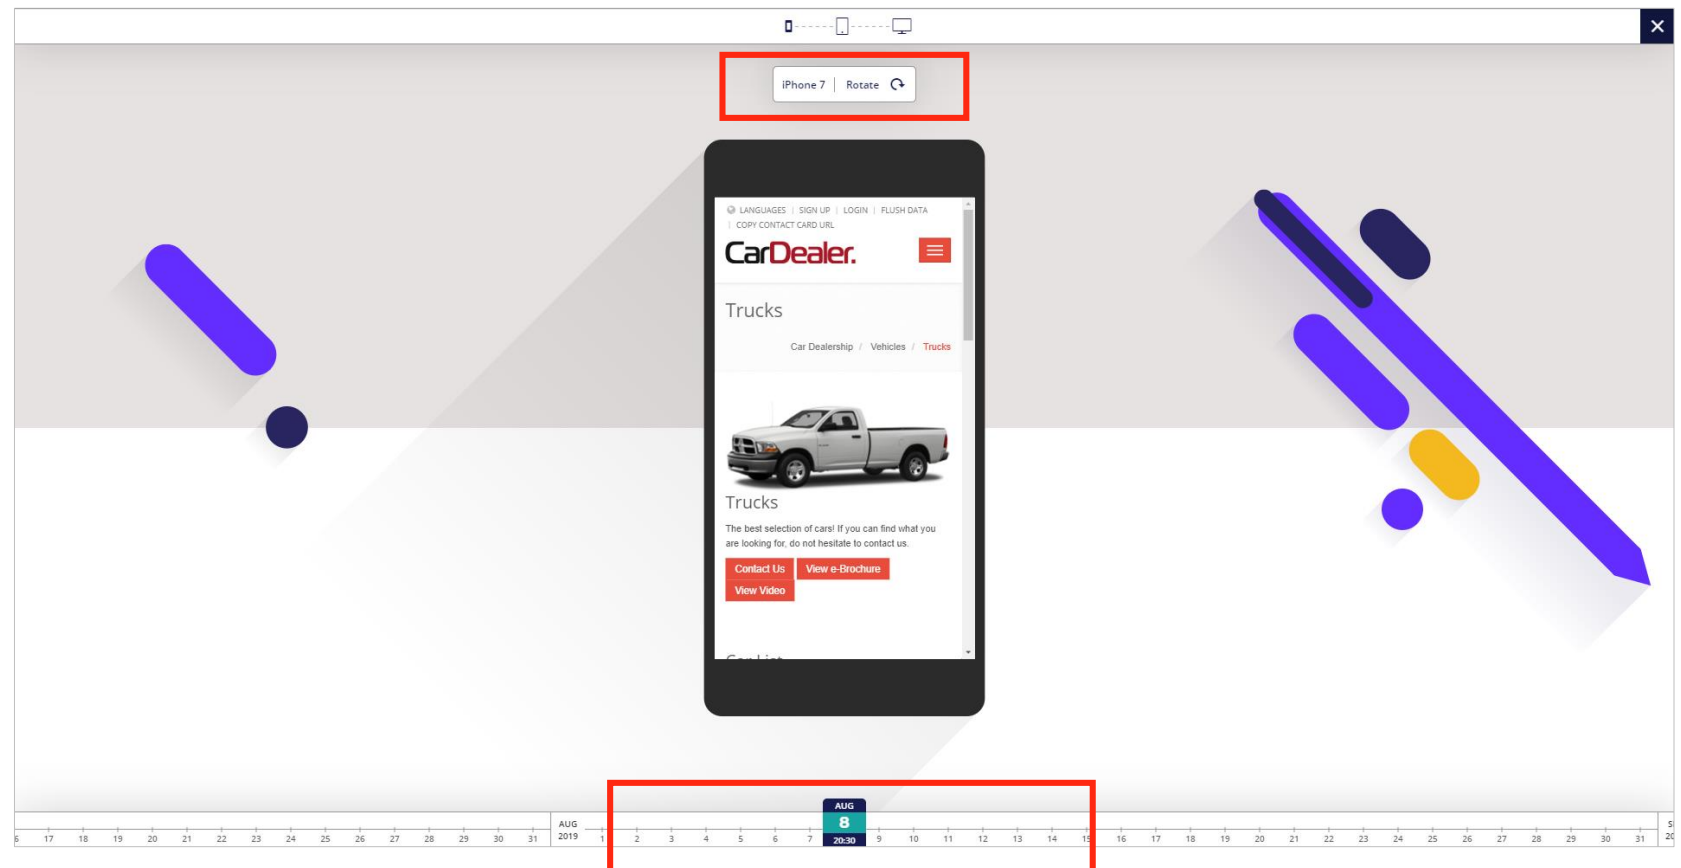 iPhone 7 | Rotate
LANGUAGES | SIGN UP | LOGIN | FLUSH DATA
| COPY CONTACT CARD URL
CarDealer.
Trucks
Car Dealership / Vehicles / Trucks
Trucks
The best selection of cars! If you can find what you
are looking for, do not hesitate to contact us.
Contact Us View e-Brochure
View Video
Car List
AUG
8
20:30
AUG
2019
6 17 18 19 20 21 22 23 24 25 26 27 28 29 30 31 1 2 3 4 5 6 7 9 10 11 12 13 14 15 16 17 18 19 20 21 22 23 24 25 26 27 28 29 30 31
S
20